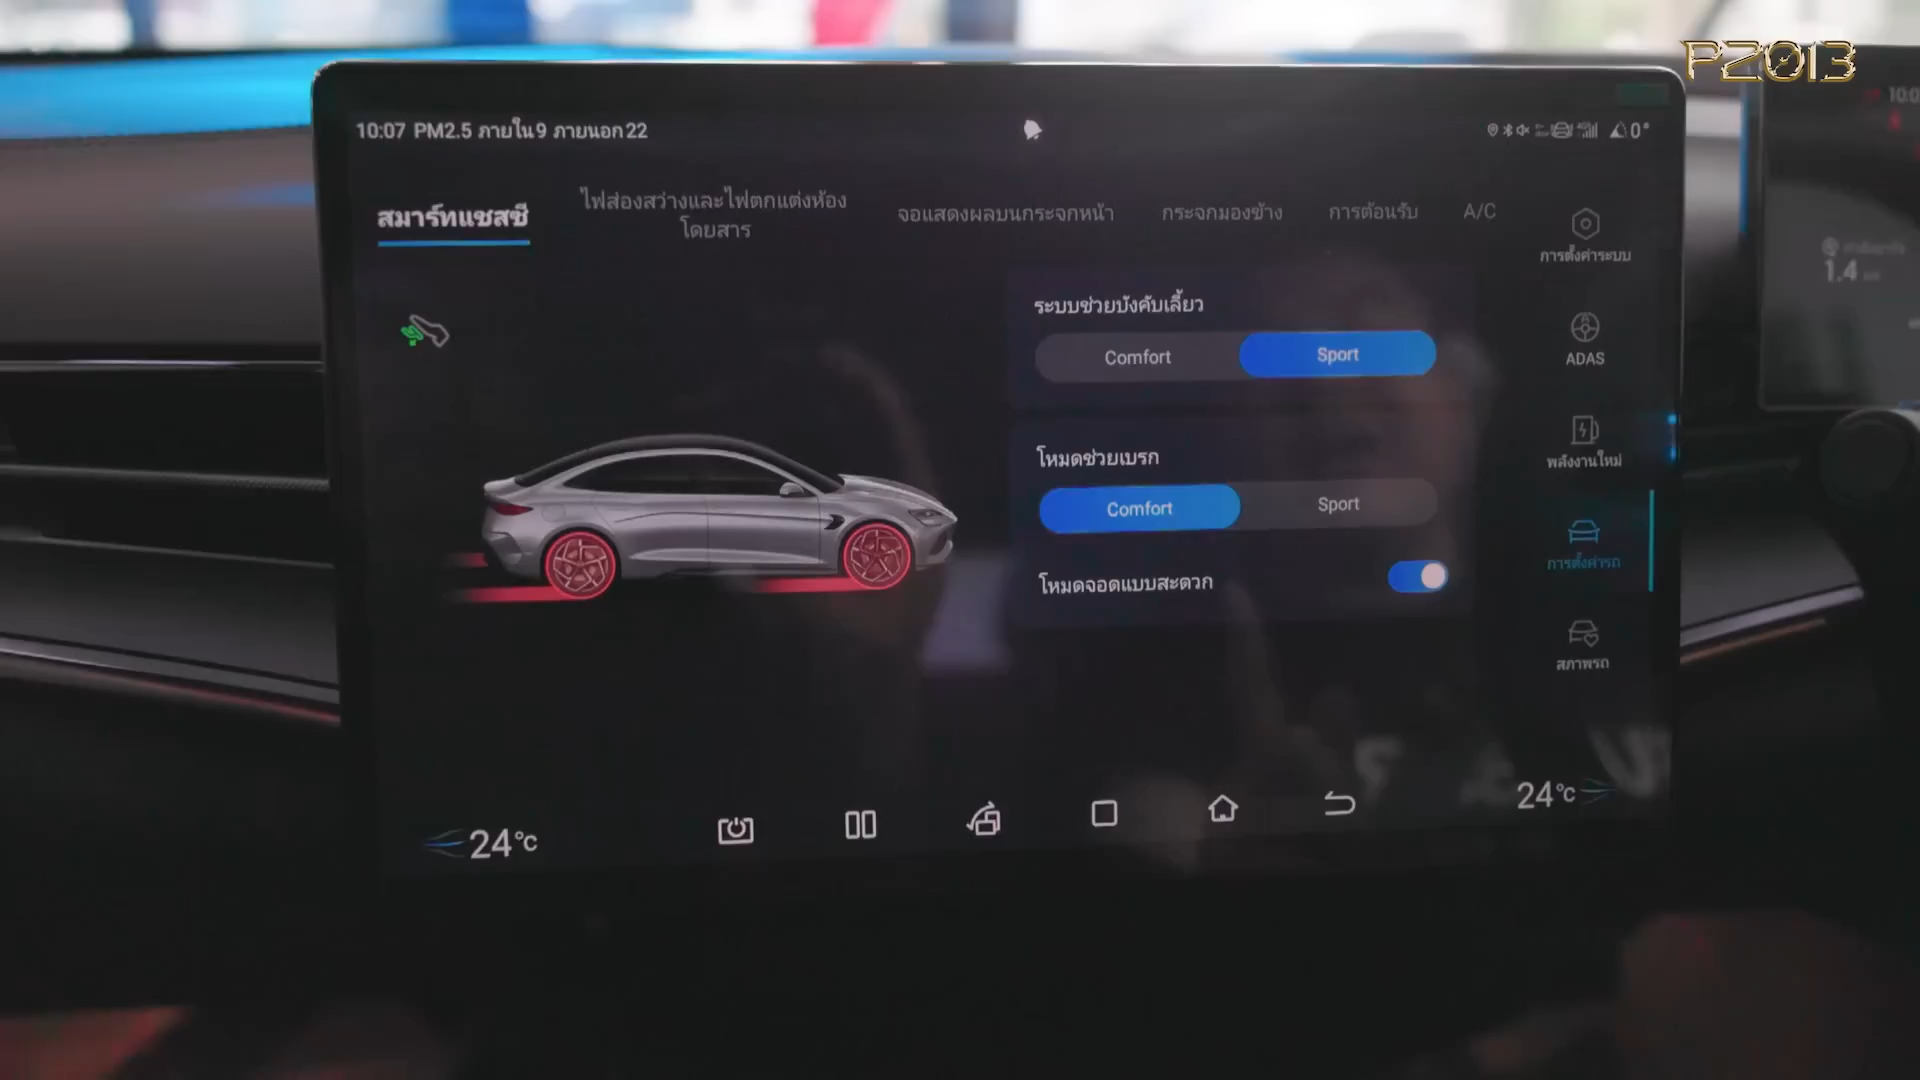 PZ013
10:07 PM2.5 ภายใน 9 ภายนอก 22
0°
สมาร์ทแชสซี
ไฟส่องสว่างและไฟตกแต่งห้อง
โดยสาร
จอแสดงผลบนกระจกหน้า
กระจกมองข้าง
การต้อนรับ
A/C
การตั้งค่าระบบ
ระบบช่วยบังคับเลี้ยว
Comfort
Sport
ADAS
โหมดช่วยเบรก
Comfort
Sport
พลังงานใหม่
โหมดจอดแบบสะดวก
การตั้งค่ารถ
สภาพรถ
24°C
24°C
1.4